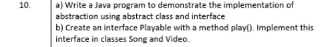 10. a) Write a Java program to demonstrate the implementation of
abstraction using abstract class and interface
b) Create an interface Playable with a method play(). Implement this
interface in classes Song and Video.